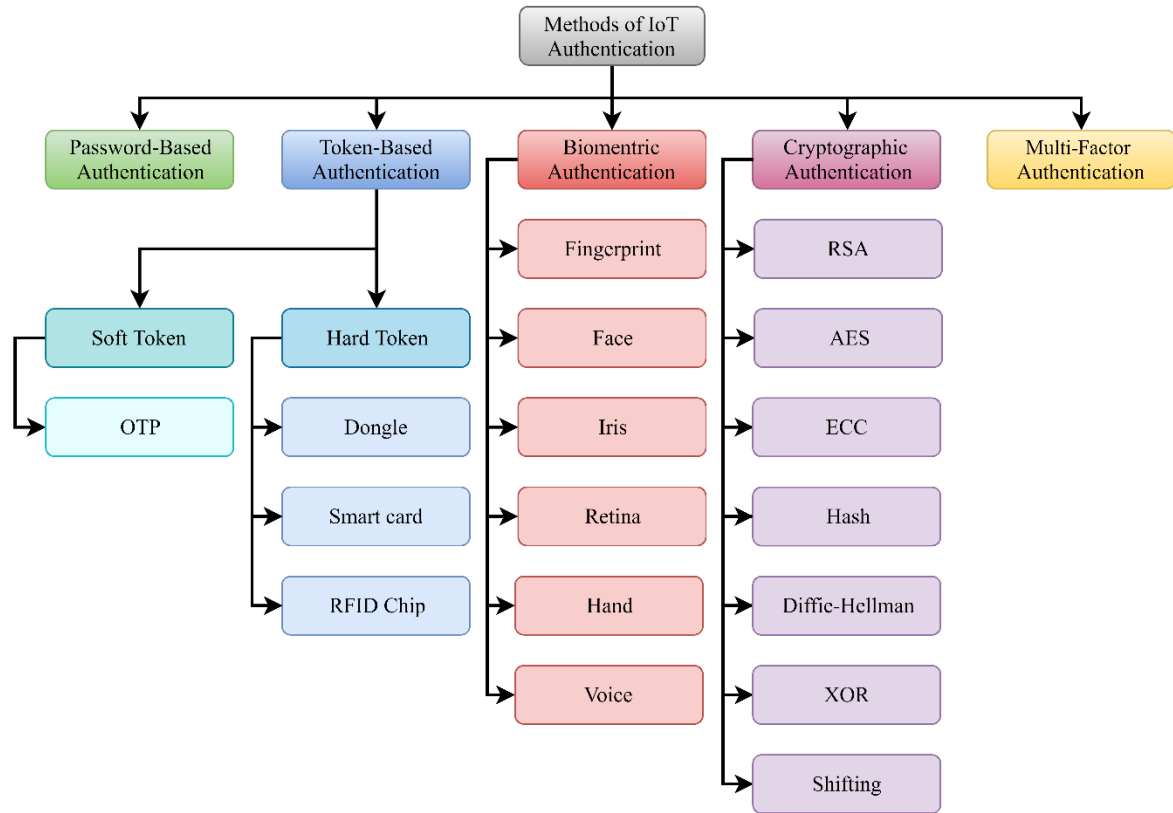 Methods of IoT
Authentication
Password-Based
Authentication
Token-Based
Authentication
Biomentric
Authentication
Cryptographic
Authentication
Multi-Factor
Authentication
Soft Token
OTP
Hard Token
Dongle
Smart card
RFID Chip
Fingerprint
Face
Iris
Retina
Hand
Voice
RSA
AES
ECC
Hash
Diffic-Hellman
XOR
Shifting